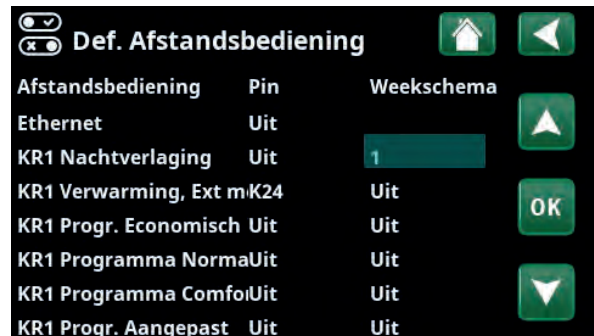 Def. Afstandsbediening
Afstandsbediening Pin Weekschema
Ethernet Uit
KR1 Nachtverlaging Uit 1
KR1 Verwarming, Ext m K24 Uit
OK
KR1 Progr. Economisch Uit Uit
KR1 Programma Norma Uit Uit
KR1 Programma Comfo Uit Uit
KR1 Progr. Aangepast Uit Uit